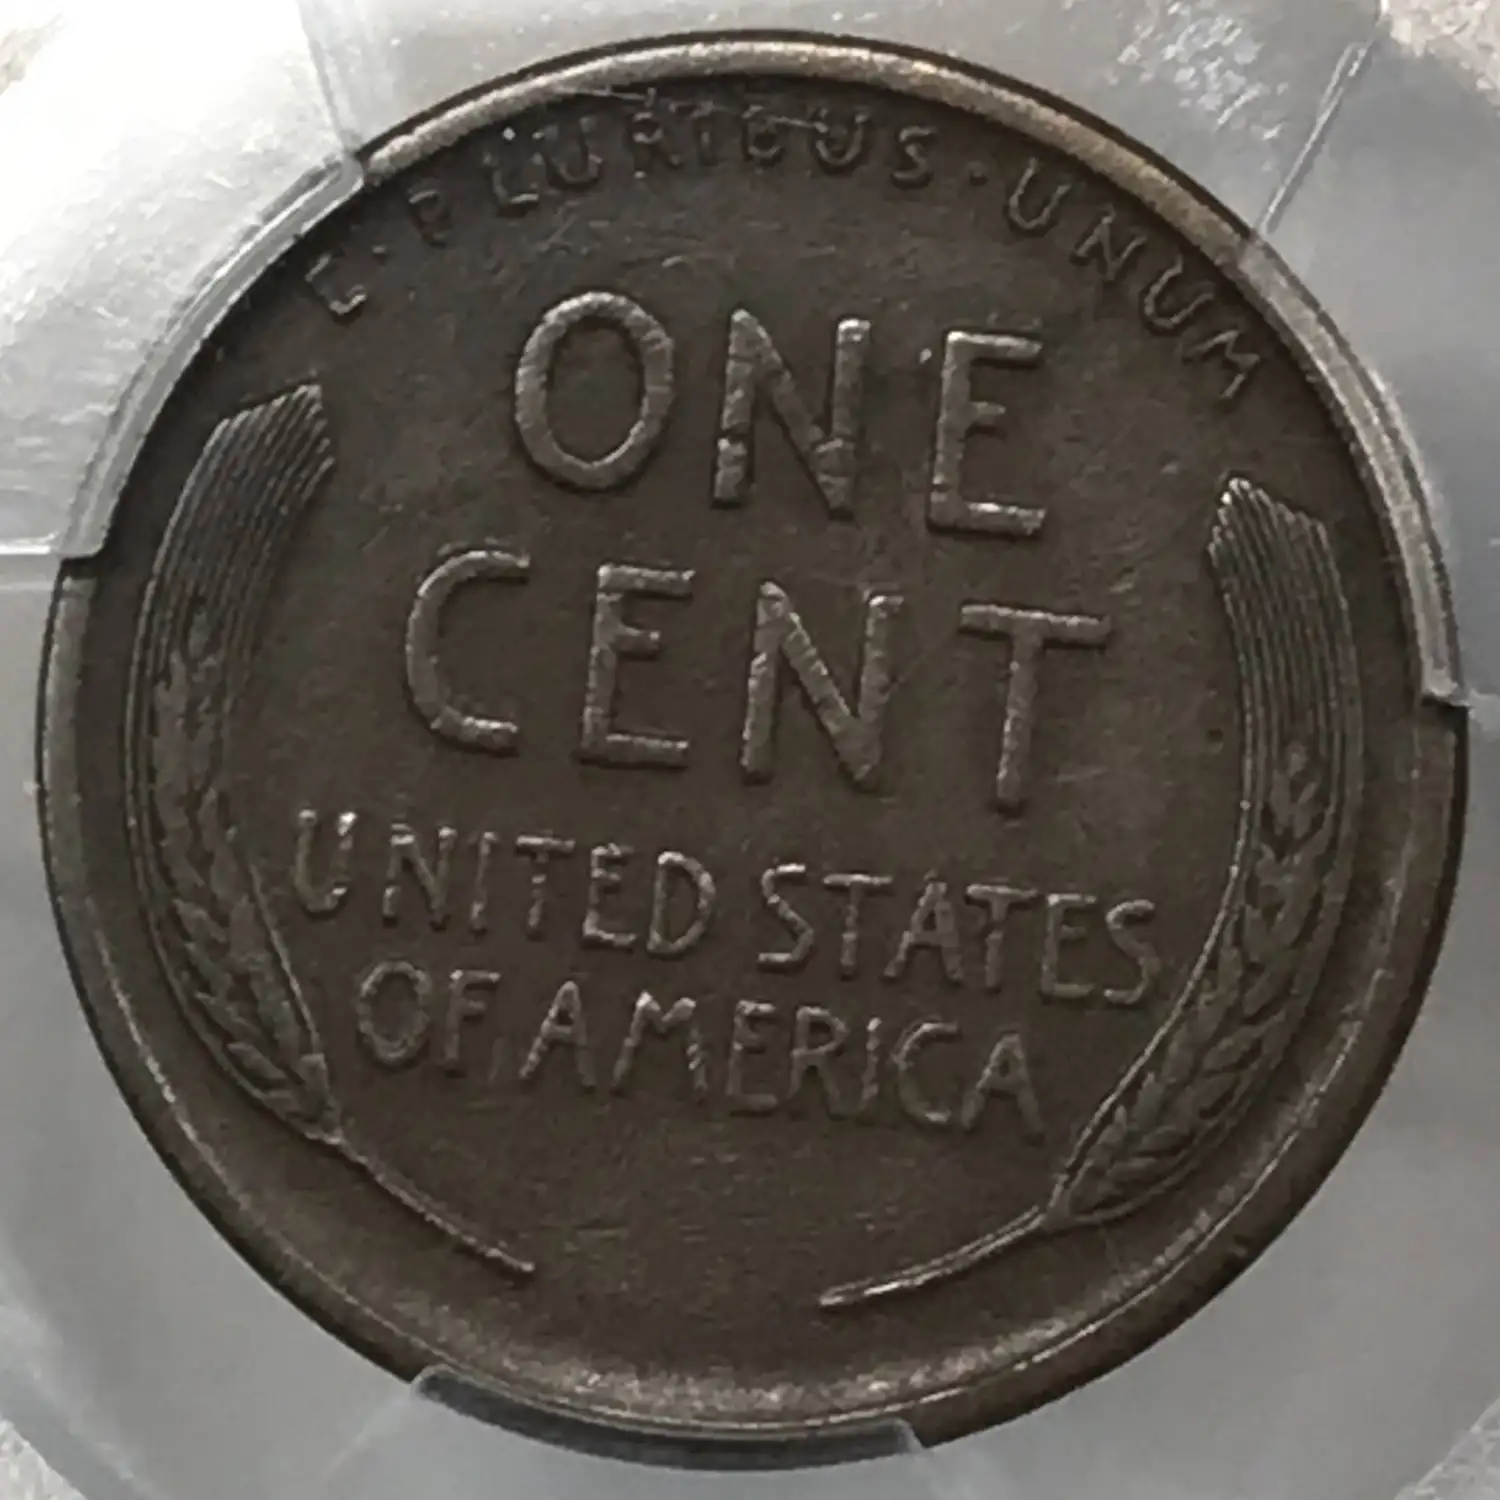 E · PLURIBUS · UNUM
ONE
CENT
UNITED STATES
OF AMERICA